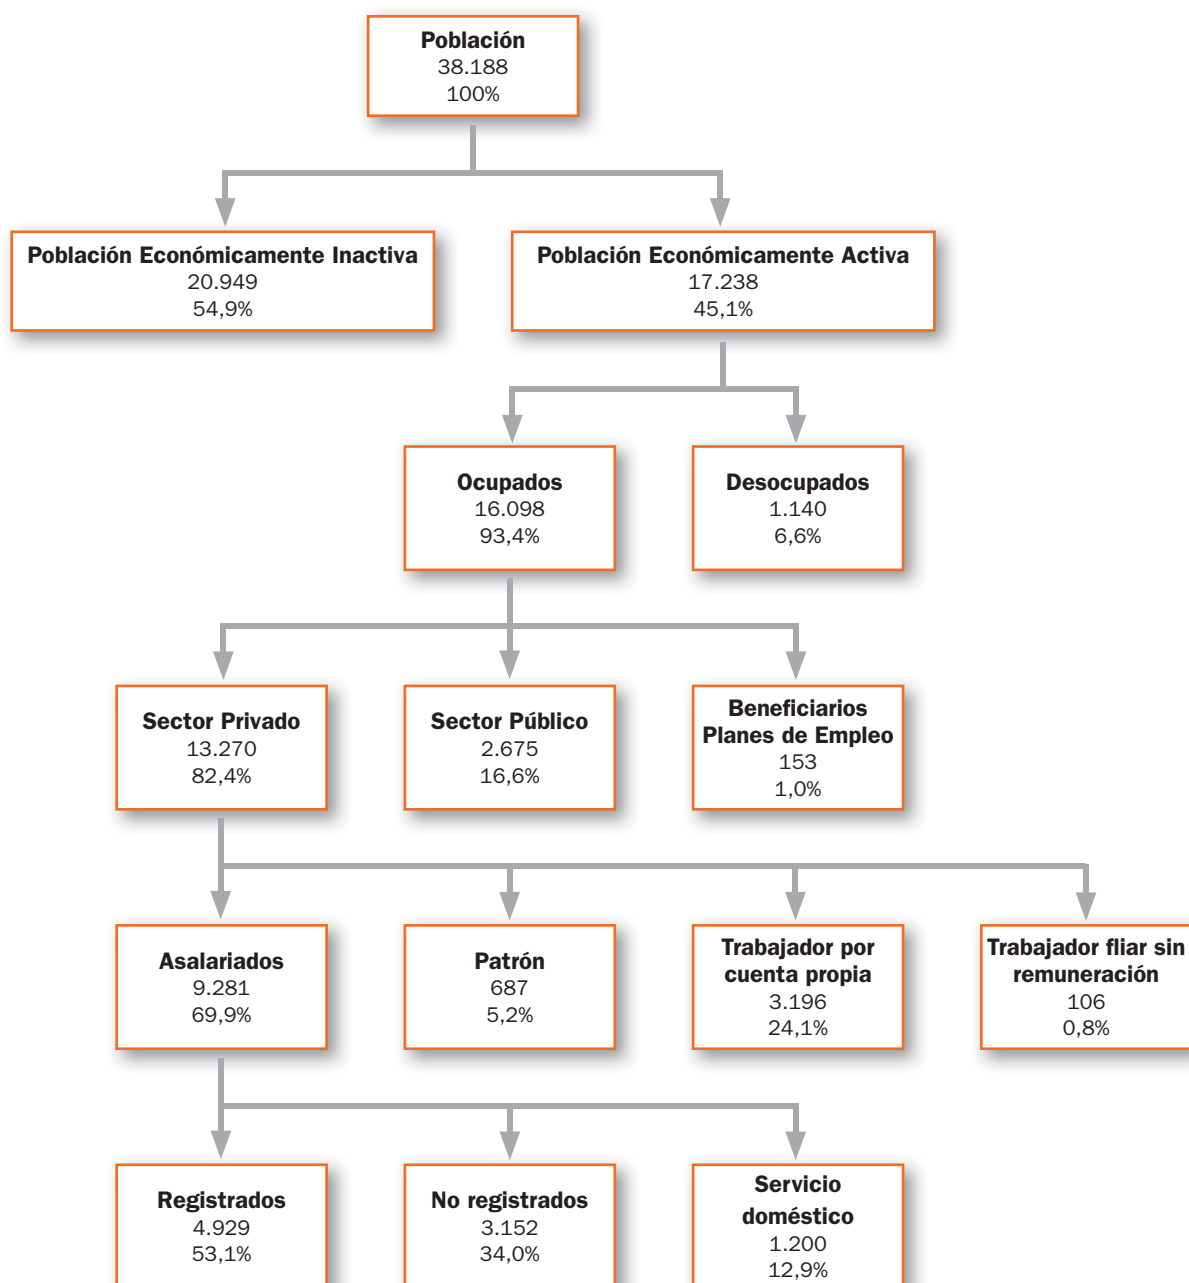 Población
38.188
100%
Población Económicamente Inactiva
20.949
54,9%
Población Económicamente Activa
17.238
45,1%
Ocupados
16.098
93,4%
Desocupados
1.140
6,6%
Sector Privado
13.270
82,4%
Sector Público
2.675
16,6%
Beneficiarios
Planes de Empleo
153
1,0%
Asalariados
9.281
69,9%
Patrón
687
5,2%
Trabajador por
cuenta propia
3.196
24,1%
Trabajador fliar sin
remuneración
106
0,8%
Registrados
4.929
53,1%
No registrados
3.152
34,0%
Servicio
doméstico
1.200
12,9%